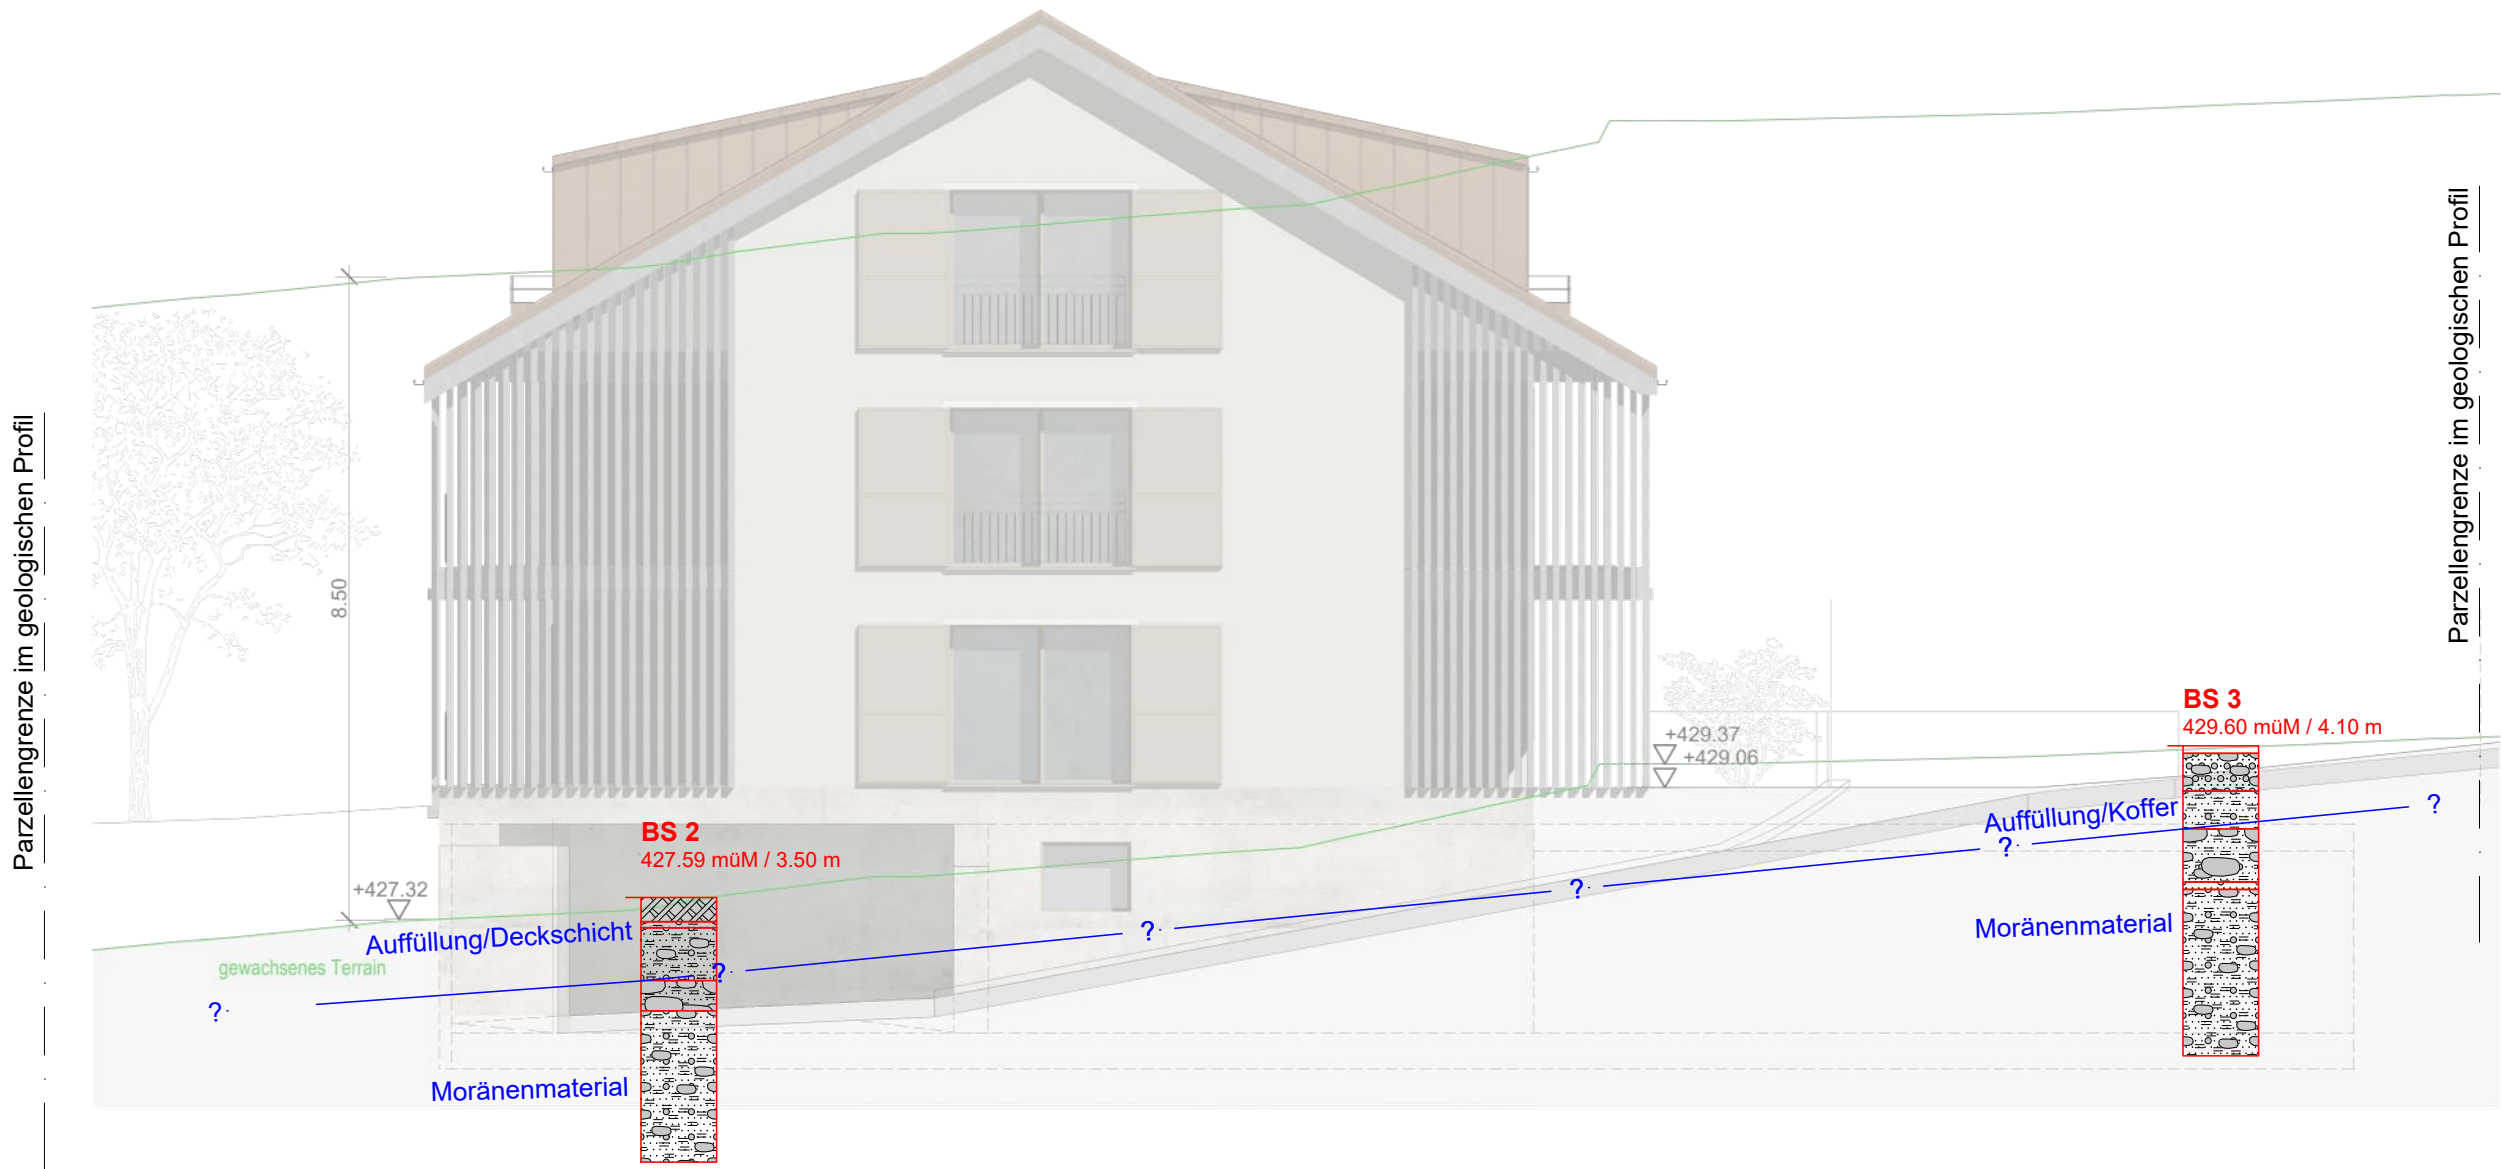 Parzellengrenze im geologischen Profil
Parzellengrenze im geologischen Profil
8.50
BS 3
429.60 müM / 4.10 m
+429.37
+429.06
Auffüllung/Koffer
?
?
BS 2
427.59 müM / 3.50 m
+427.32
?
?
Auffüllung/Deckschicht
Moränenmaterial
gewachsenes Terrain
?
?
Moränenmaterial